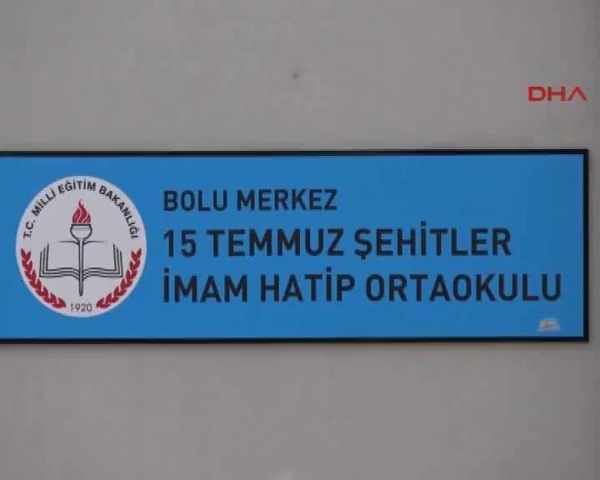 DHA
T.C. MİLLİ EĞİTİM BAKANLIĞI
1920
BOLU MERKEZ
15 TEMMUZ ŞEHİTLER
İMAM HATİP ORTAOKULU